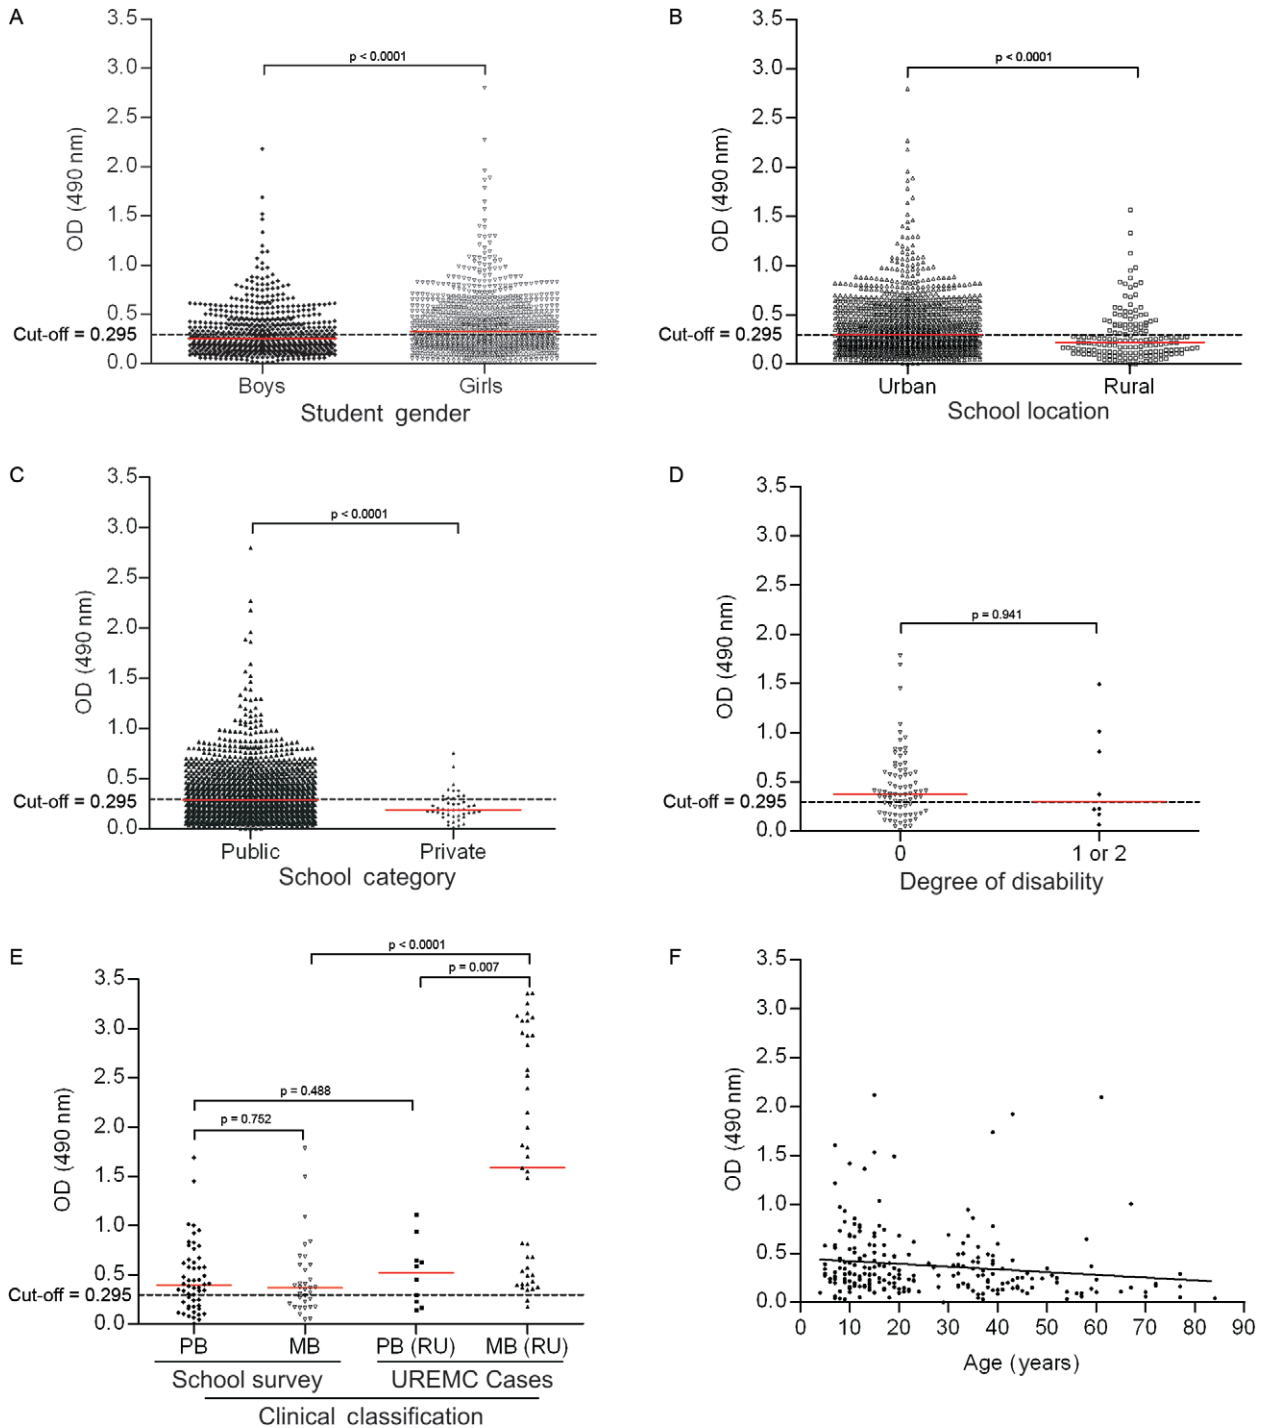 A
3.5
3.0
2.5
2.0
1.5
1.0
0.5
0.0
OD (490 nm)
Cut-off = 0.295
p < 0.0001
Boys Girls
Student gender
B
3.5
3.0
2.5
2.0
1.5
1.0
0.5
0.0
OD (490 nm)
Cut-off = 0.295
p < 0.0001
Urban Rural
School location
C
3.5
3.0
2.5
2.0
1.5
1.0
0.5
0.0
OD (490 nm)
Cut-off = 0.295
p < 0.0001
Public Private
School category
D
3.5
3.0
2.5
2.0
1.5
1.0
0.5
0.0
OD (490 nm)
Cut-off = 0.295
p = 0.941
0 1 or 2
Degree of disability
E
3.5
3.0
2.5
2.0
1.5
1.0
0.5
0.0
OD (490 nm)
Cut-off = 0.295
p < 0.0001
p = 0.007
p = 0.488
p = 0.752
PB MB PB (RU) MB (RU)
School survey UREMC Cases
Clinical classification
F
3.5
3.0
2.5
2.0
1.5
1.0
0.5
0.0
OD (490 nm)
0 10 20 30 40 50 60 70 80 90
Age (years)